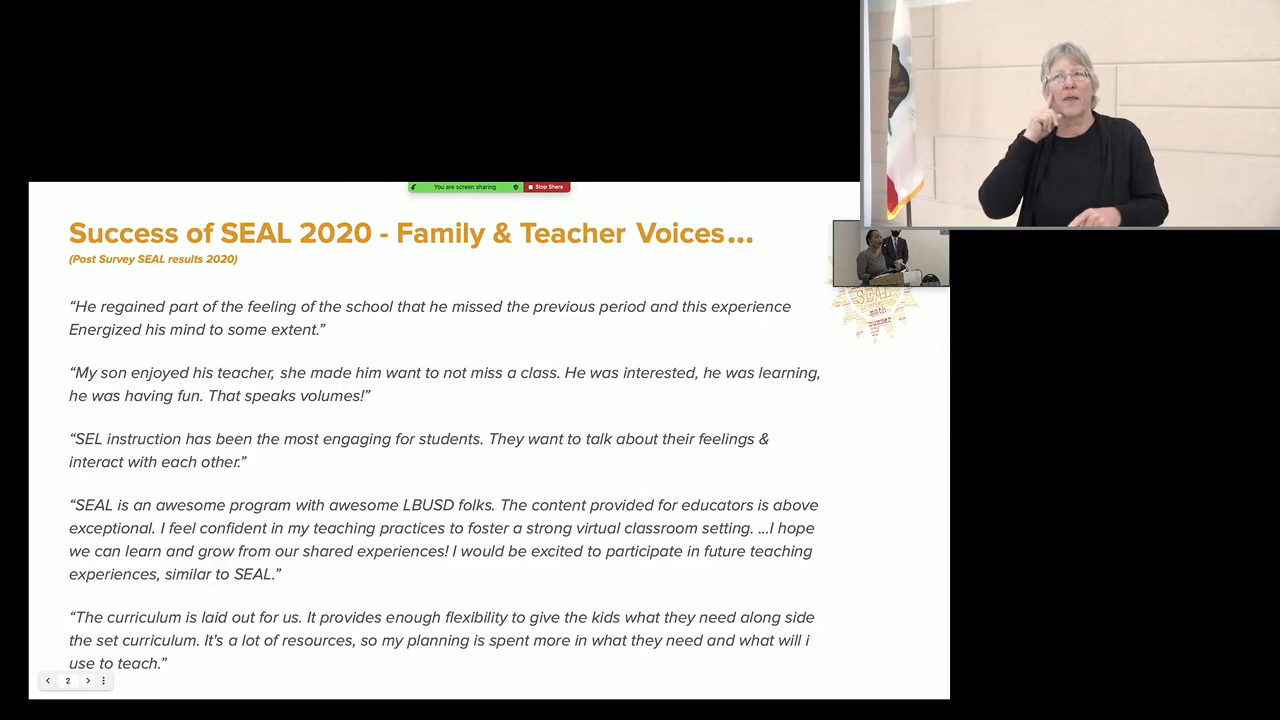 You are screen sharing
Stop Share
Success of SEAL 2020 - Family & Teacher Voices...
(Post Survey SEAL results 2020)
“He regained part of the feeling of the school that he missed the previous period and this experience
Energized his mind to some extent.”
“My son enjoyed his teacher, she made him want to not miss a class. He was interested, he was learning,
he was having fun. That speaks volumes!”
“SEL instruction has been the most engaging for students. They want to talk about their feelings &
interact with each other.”
“SEAL is an awesome program with awesome LBUSD folks. The content provided for educators is above
exceptional. I feel confident in my teaching practices to foster a strong virtual classroom setting. ...I hope
we can learn and grow from our shared experiences! I would be excited to participate in future teaching
experiences, similar to SEAL.”
“The curriculum is laid out for us. It provides enough flexibility to give the kids what they need along side
the set curriculum. It's a lot of resources, so my planning is spent more in what they need and what will i
use to teach.”
2
SEAL
math
summer